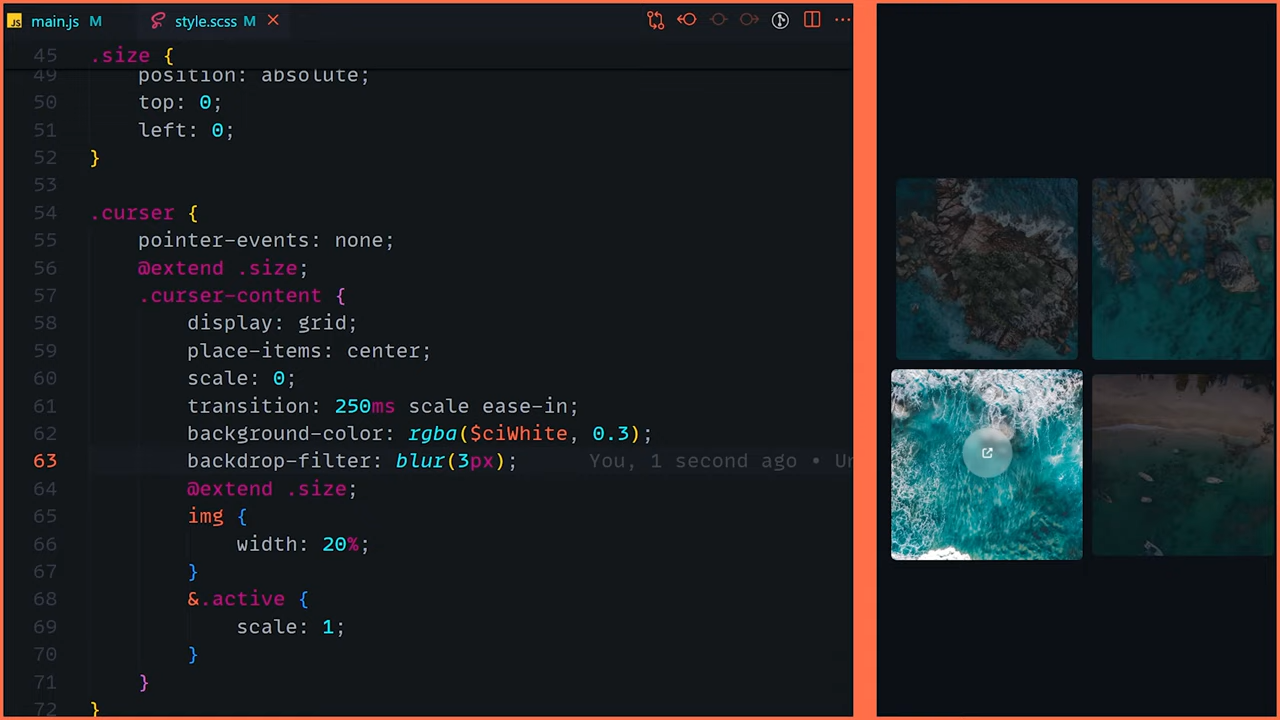 JS main.js M style.scss M
45 .size {
49 position: absolute;
50 top: 0;
51 left: 0;
52 }
53
54 .curser {
55 pointer-events: none;
56 @extend .size;
57 .curser-content {
58 display: grid;
59 place-items: center;
60 scale: 0;
61 transition: 250ms scale ease-in;
62 background-color: rgba($ciWhite, 0.3);
63 backdrop-filter: blur(3px); You, 1 second ago • Un
64 @extend .size;
65 img {
66 width: 20%;
67 }
68 &.active {
69 scale: 1;
70 }
71 }
72 }